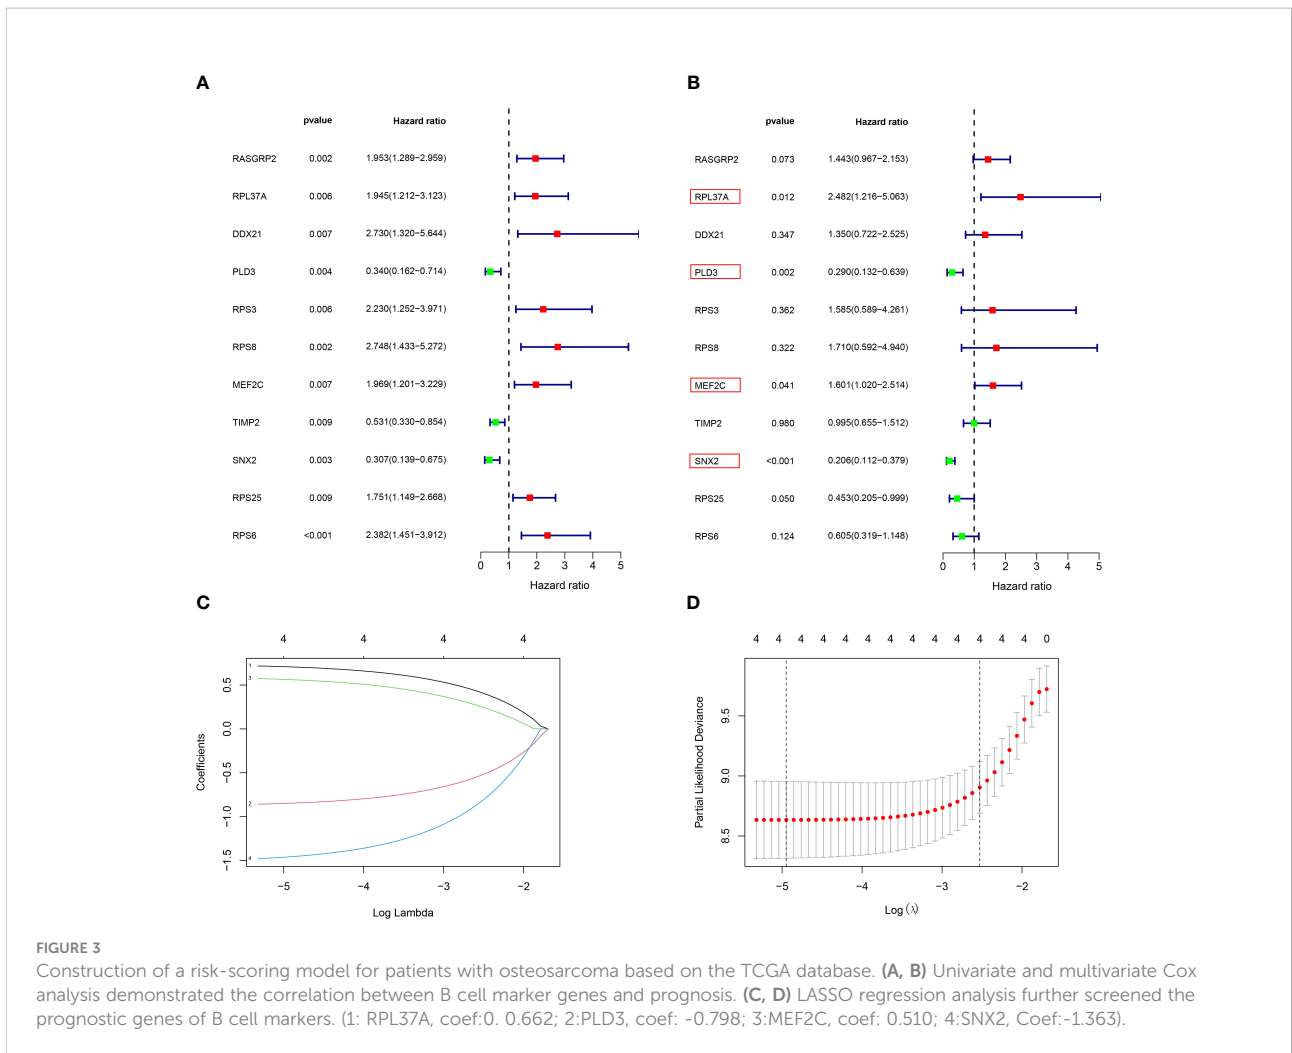 A
pvalue Hazard ratio
RASGRP2 0.002 1.953(1.289−2.959)
RPL37A 0.006 1.945(1.212−3.123)
DDX21 0.007 2.730(1.320−5.644)
PLD3 0.004 0.340(0.162−0.714)
RPS3 0.006 2.230(1.252−3.971)
RPS8 0.002 2.748(1.433−5.272)
MEF2C 0.007 1.969(1.201−3.229)
TIMP2 0.009 0.531(0.330−0.854)
SNX2 0.003 0.307(0.139−0.675)
RPS25 0.009 1.751(1.149−2.668)
RPS6 <0.001 2.382(1.451−3.912)
0 1 2 3 4 5
Hazard ratio
B
pvalue Hazard ratio
RASGRP2 0.073 1.443(0.967−2.153)
RPL37A 0.012 2.482(1.216−5.063)
DDX21 0.347 1.350(0.722−2.525)
PLD3 0.002 0.290(0.132−0.639)
RPS3 0.362 1.585(0.589−4.261)
RPS8 0.322 1.710(0.592−4.940)
MEF2C 0.041 1.601(1.020−2.514)
TIMP2 0.980 0.995(0.655−1.512)
SNX2 <0.001 0.206(0.112−0.379)
RPS25 0.050 0.453(0.205−0.999)
RPS6 0.124 0.605(0.319−1.148)
0 1 2 3 4 5
Hazard ratio
C
4 4 4 4
Coefficients
0.5
0.0
−0.5
−1.0
−1.5
1
3
2
4
−5 −4 −3 −2
Log Lambda
D
4 4 4 4 4 4 4 4 4 4 4 4 4 0
Partial Likelihood Deviance
9.5
9.0
8.5
−5 −4 −3 −2
Log (λ)
FIGURE 3
Construction of a risk-scoring model for patients with osteosarcoma based on the TCGA database. (A, B) Univariate and multivariate Cox
analysis demonstrated the correlation between B cell marker genes and prognosis. (C, D) LASSO regression analysis further screened the
prognostic genes of B cell markers. (1: RPL37A, coef:0. 0.662; 2:PLD3, coef: -0.798; 3:MEF2C, coef: 0.510; 4:SNX2, Coef:-1.363).